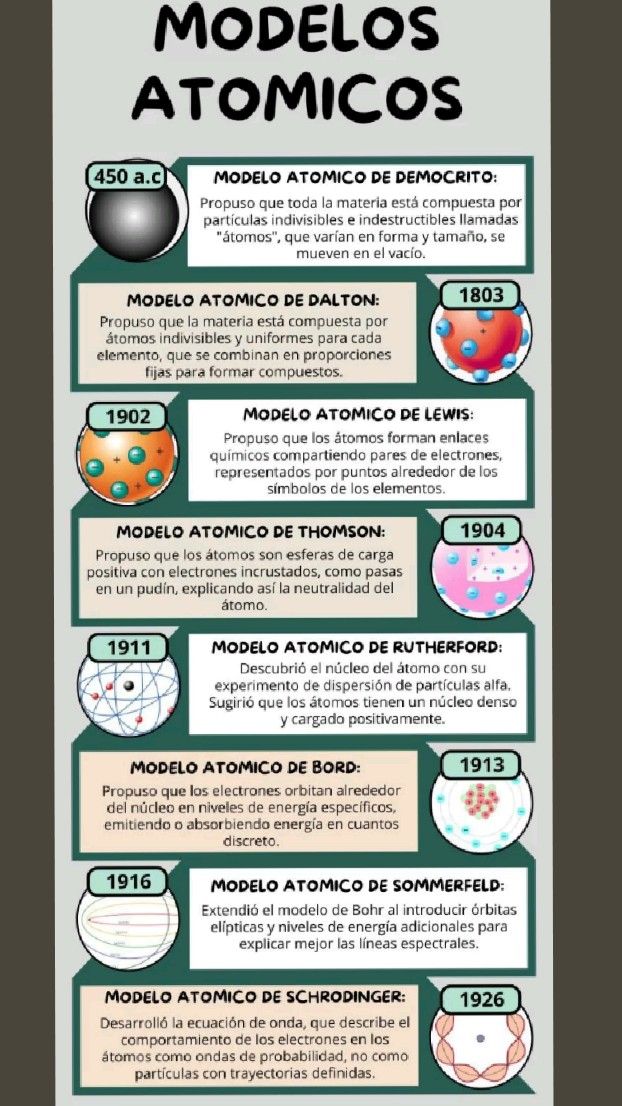 MODELOS
ATOMICOS
450 a.c
MODELO ATOMICO DE DEMOCRITO:
Propuso que toda la materia está compuesta por
partículas indivisibles e indestructibles llamadas
"átomos", que varían en forma y tamaño, se
mueven en el vacío.
1803
MODELO ATOMICO DE DALTON:
Propuso que la materia está compuesta por
átomos indivisibles y uniformes para cada
elemento, que se combinan en proporciones
fijas para formar compuestos.
1902
MODELO ATOMICO DE LEWIS:
Propuso que los átomos forman enlaces
químicos compartiendo pares de electrones,
representados por puntos alrededor de los
símbolos de los elementos.
1904
MODELO ATOMICO DE THOMSON:
Propuso que los átomos son esferas de carga
positiva con electrones incrustados, como pasas
en un pudín, explicando así la neutralidad del
átomo.
1911
MODELO ATOMICO DE RUTHERFORD:
Descubrió el núcleo del átomo con su
experimento de dispersión de partículas alfa.
Sugirió que los átomos tienen un núcleo denso
y cargado positivamente.
1913
MODELO ATOMICO DE BORD:
Propuso que los electrones orbitan alrededor
del núcleo en niveles de energía específicos,
emitiendo o absorbiendo energía en cuantos
discreto.
1916
MODELO ATOMICO DE SOMMERFELD:
Extendió el modelo de Bohr al introducir órbitas
elípticas y niveles de energía adicionales para
explicar mejor las líneas espectrales.
1926
MODELO ATOMICO DE SCHRODINGER:
Desarrolló la ecuación de onda, que describe el
comportamiento de los electrones en los
átomos como ondas de probabilidad, no como
partículas con trayectorias definidas.